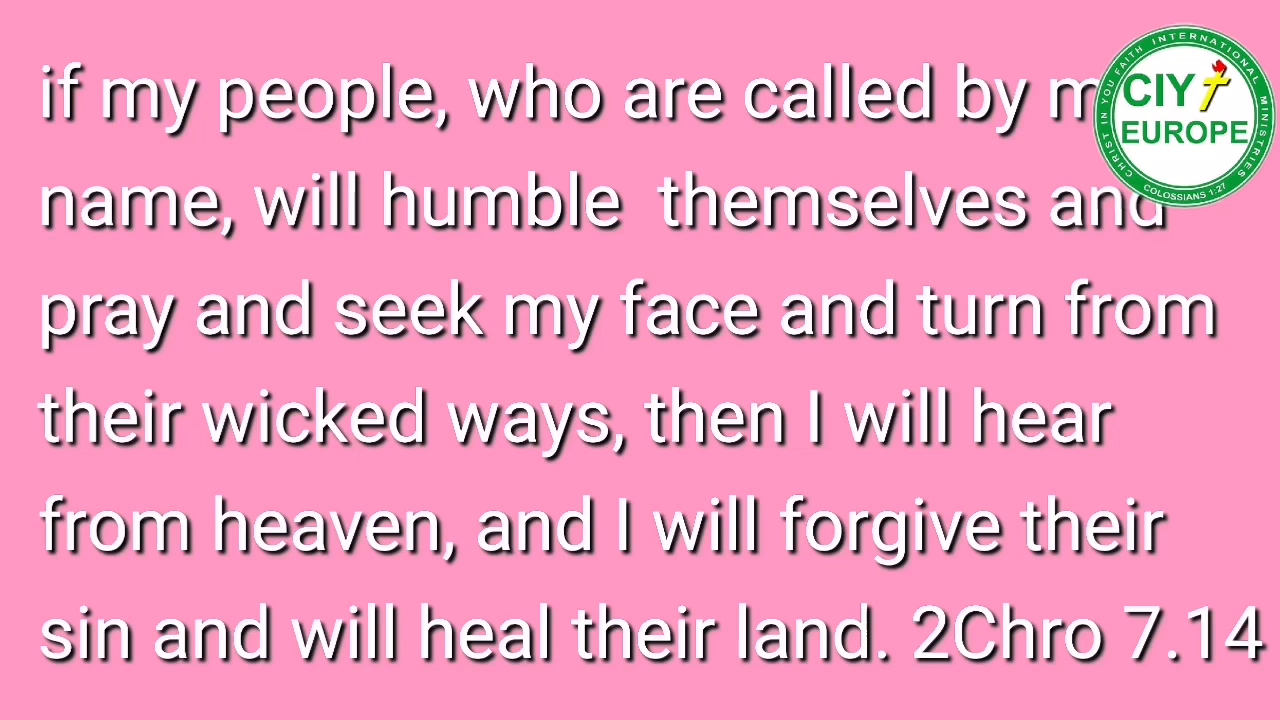 if my people, who are called by m
name, will humble  themselves and
pray and seek my face and turn from
their wicked ways, then I will hear
from heaven, and I will forgive their
sin and will heal their land. 2Chro 7.14
CHRIST IN YOU FAITH INTERNATIONAL MINISTRIES
CIY
EUROPE
COLOSSIANS 1:27